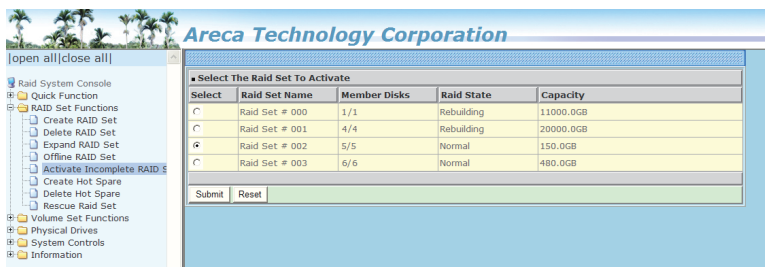 Areca Technology Corporation
|open all|close all|
Raid System Console
Quick Function
RAID Set Functions
Create RAID Set
Delete RAID Set
Expand RAID Set
Offline RAID Set
Activate Incomplete RAID S
Create Hot Spare
Delete Hot Spare
Rescue Raid Set
Volume Set Functions
Physical Drives
System Controls
Information
Select The Raid Set To Activate
Select Raid Set Name Member Disks Raid State Capacity
Raid Set # 000 1/1 Rebuilding 11000.0GB
Raid Set # 001 4/4 Rebuilding 20000.0GB
Raid Set # 002 5/5 Normal 150.0GB
Raid Set # 003 6/6 Normal 480.0GB
Submit Reset